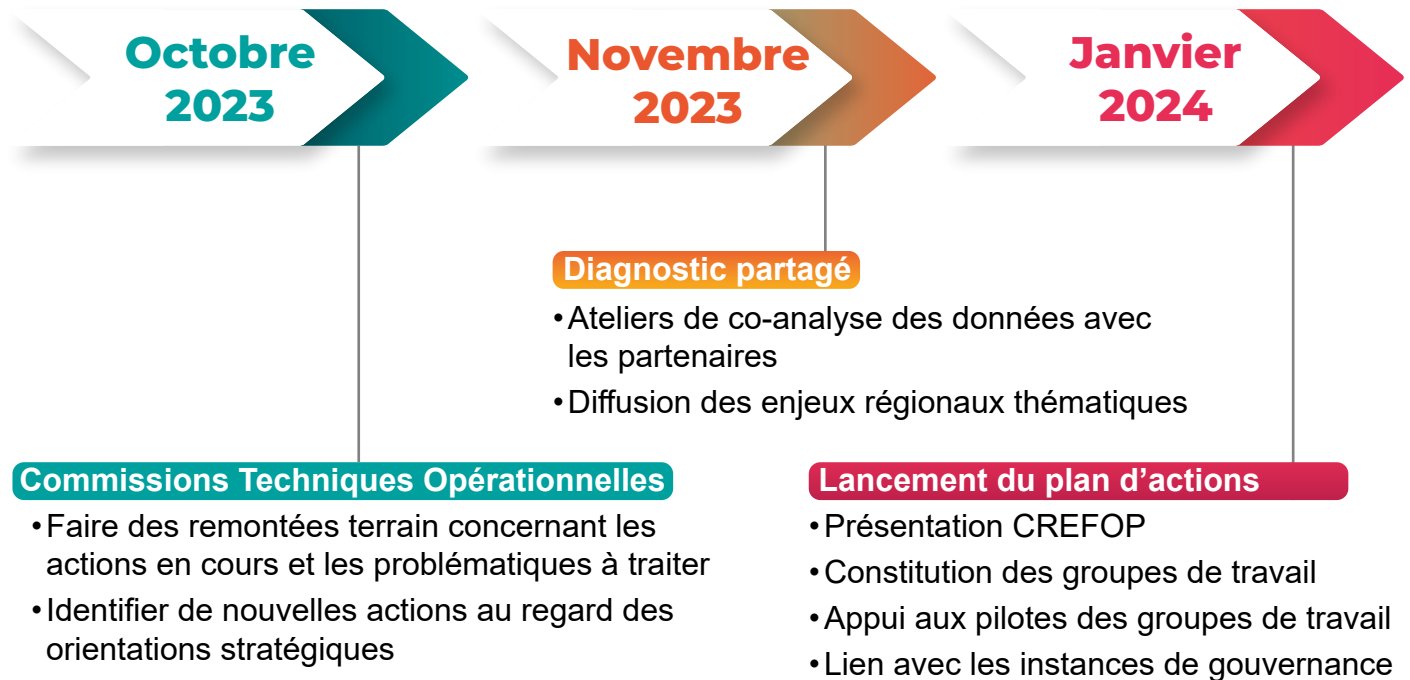 Octobre
2023
Novembre
2023
Janvier
2024
Diagnostic partagé
•Ateliers de co-analyse des données avec
les partenaires
•Diffusion des enjeux régionaux thématiques
Commissions Techniques Opérationnelles
•Faire des remontées terrain concernant les
actions en cours et les problématiques à traiter
•Identifier de nouvelles actions au regard des
orientations stratégiques
Lancement du plan d’actions
•Présentation CREFOP
•Constitution des groupes de travail
•Appui aux pilotes des groupes de travail
•Lien avec les instances de gouvernance